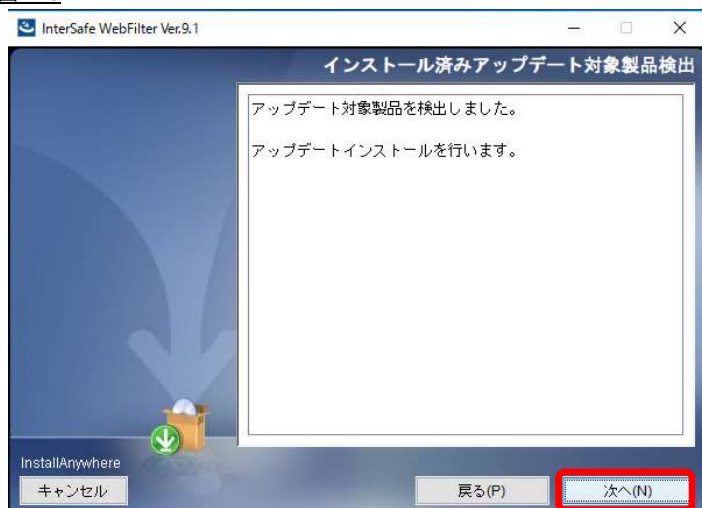 InterSafe WebFilter Ver.9.1
インストール済みアップデート対象製品検出
アップデート対象製品を検出しました。
アップデートインストールを行います。
InstallAnywhere
キャンセル
戻る(P)
次へ(N)